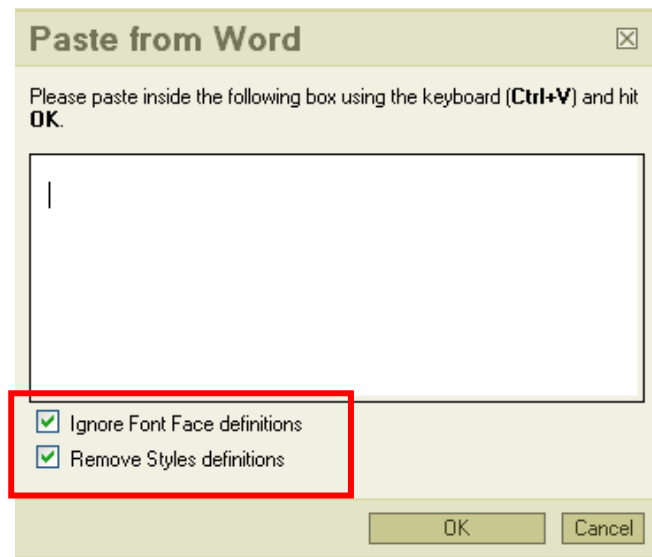 Paste from Word
Please paste inside the following box using the keyboard (Ctrl+V) and hit
OK.
Ignore Font Face definitions
Remove Styles definitions
OK Cancel